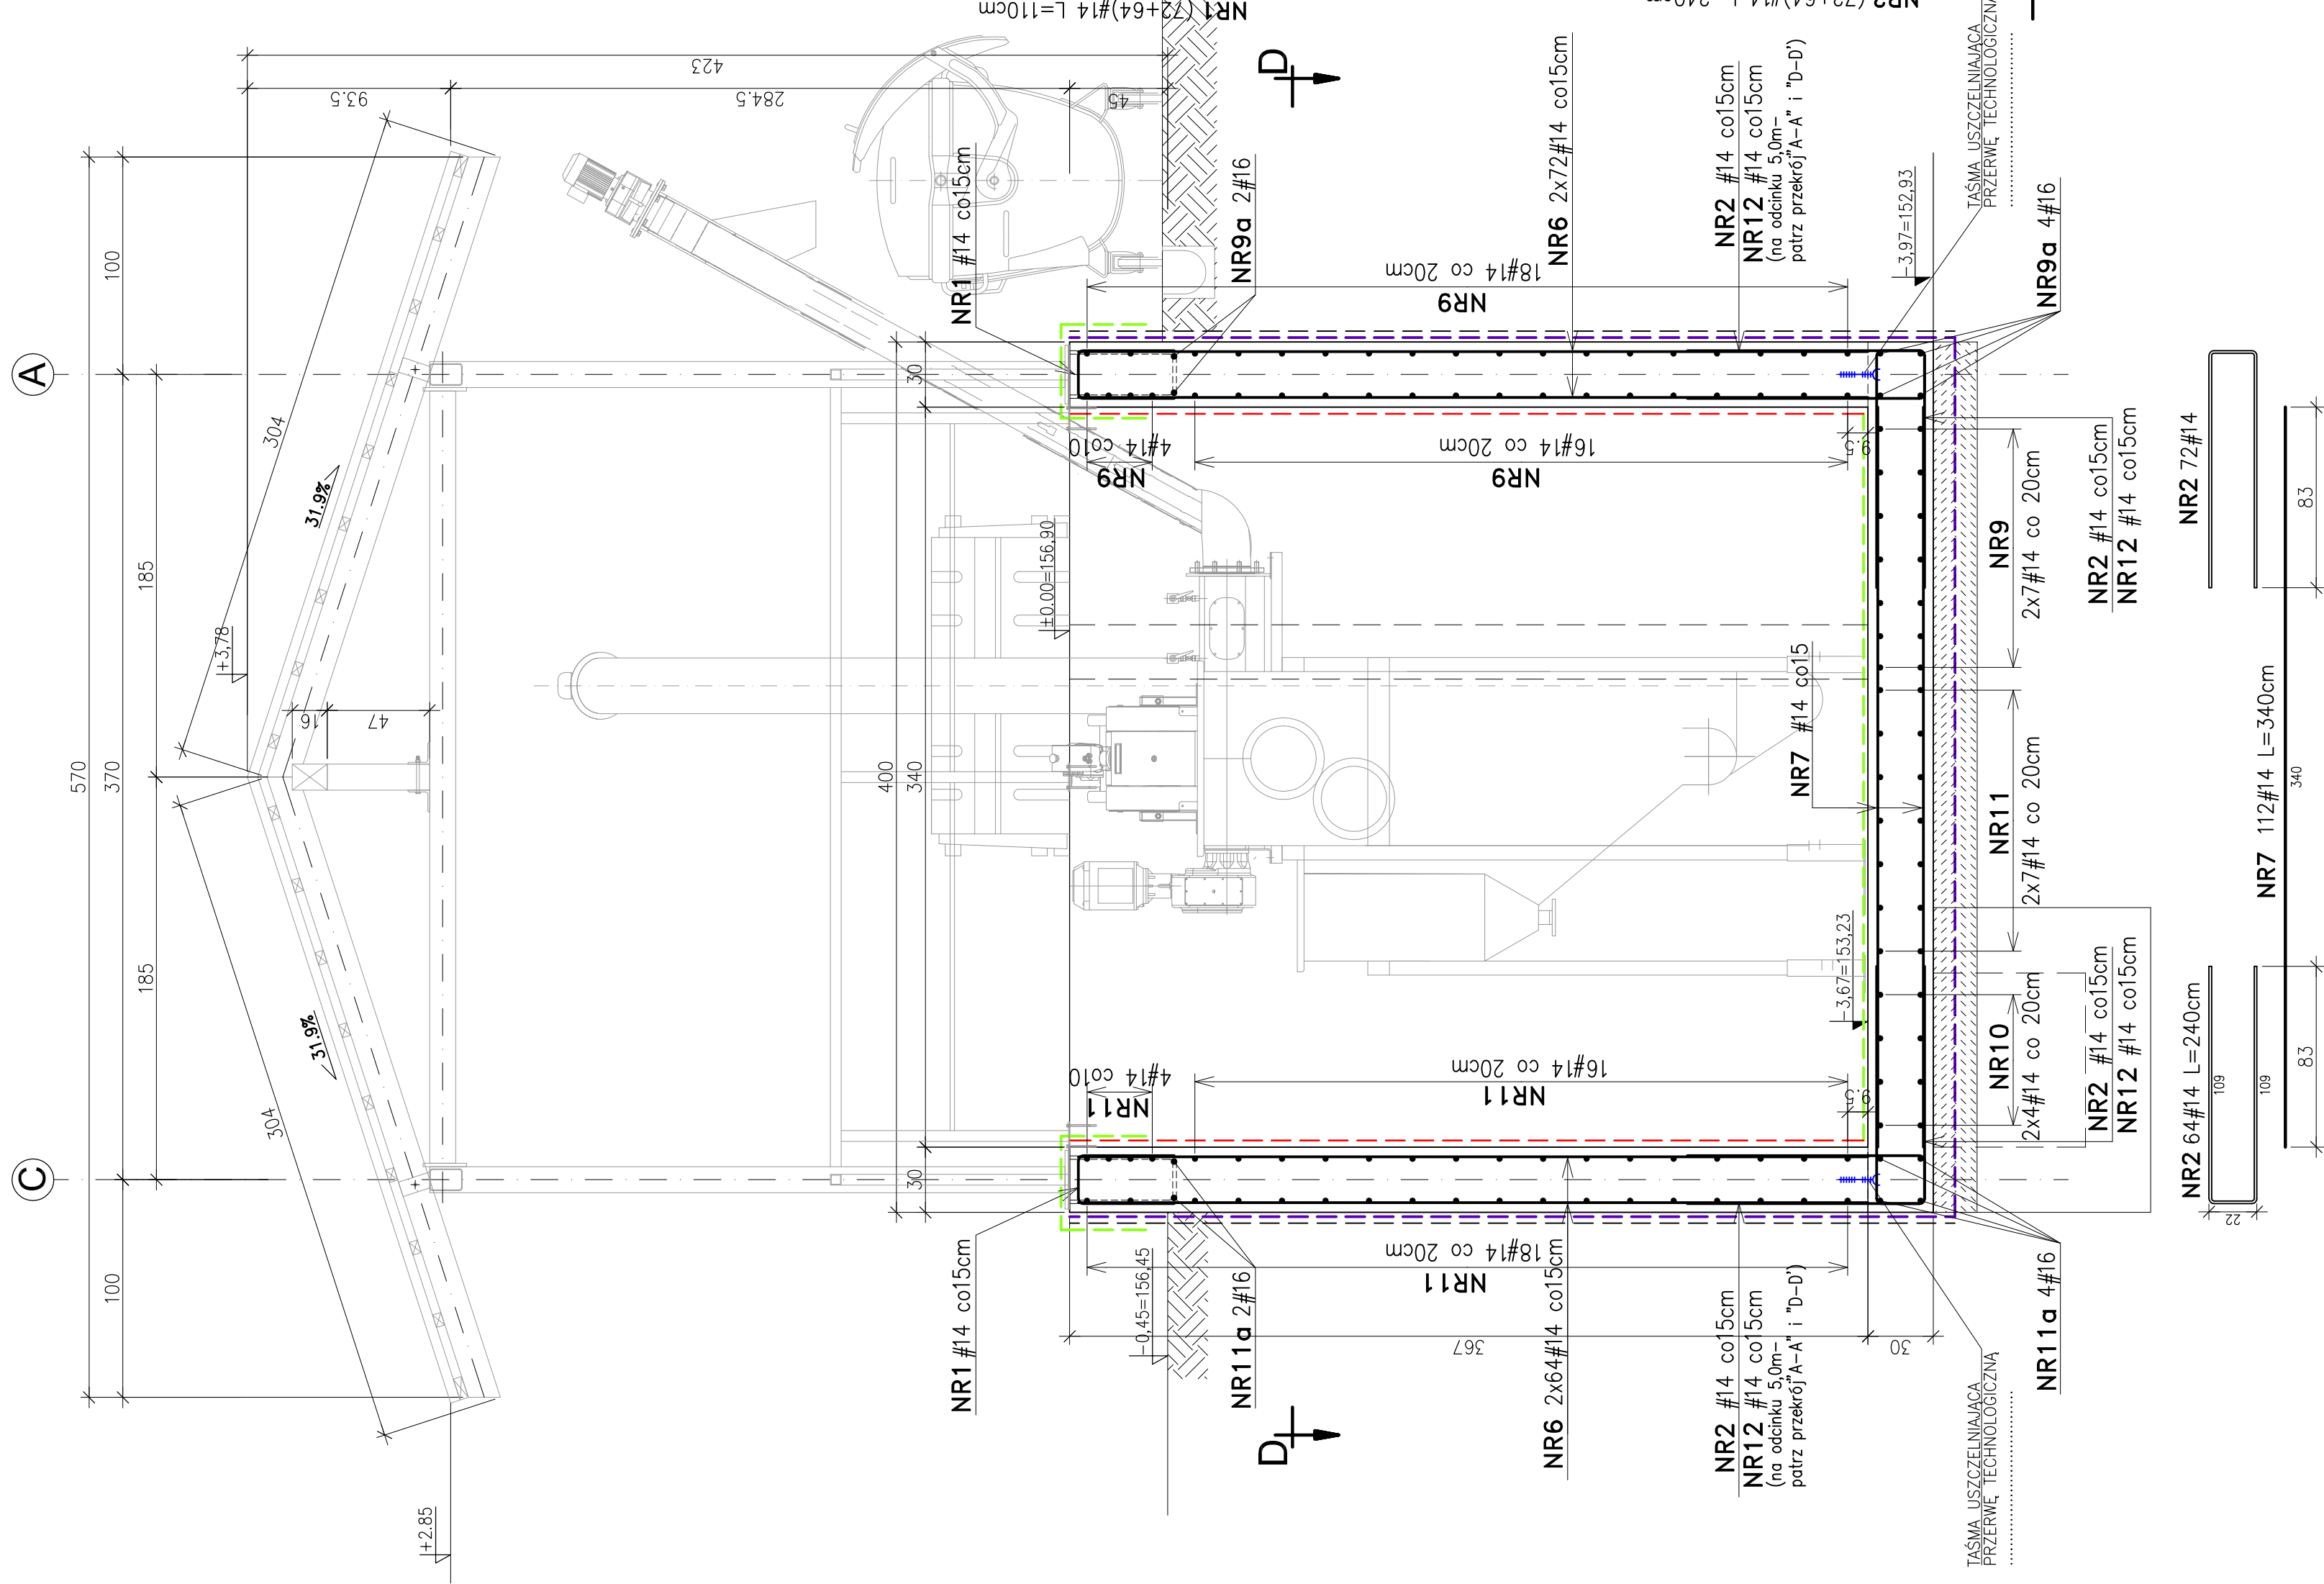 A
C
570
370
100
185
185
100
304
304
31.9%
31.9%
+3,78
+2.85
16
47
93.5
284.5
423
45
NR1 (72+64)#14 L=110cm
D
D
NR1 #14 co15cm
NR9a 2#16
NR6 2x72#14 co15cm
NR2 #14 co15cm
NR12 #14 co15cm
(na odcinku 5,0m-
patrz przekrój"A-A" i "D-D")
-3,97=152,93
TAŚMA USZCZELNIAJĄCA
PRZERWĘ TECHNOLOGICZNĄ
NR9a 4#16
18#14 co 20cm
NR9
30
4#14 co10
NR9
16#14 co 20cm
NR9
9.5
±0.00=156,90
400
340
NR7 #14 co15
NR9
2x7#14 co 20cm
NR2 #14 co15cm
NR12 #14 co15cm
NR11
2x7#14 co 20cm
NR10
2x4#14 co 20cm
NR2 #14 co15cm
NR12 #14 co15cm
-3,67=153,23
4#14 co10
NR11
16#14 co 20cm
NR11
9.5
30
NR1 #14 co15cm
-0,45=156,45
NR11a 2#16
18#14 co 20cm
NR11
367
30
NR6 2x64#14 co15cm
NR2 #14 co15cm
NR12 #14 co15cm
(na odcinku 5,0m-
patrz przekrój"A-A" i "D-D")
TAŚMA USZCZELNIAJĄCA
PRZERWĘ TECHNOLOGICZNĄ
NR11a 4#16
NR2 72#14
83
NR7 112#14 L=340cm
340
NR2 64#14 L=240cm
109
109
22
83